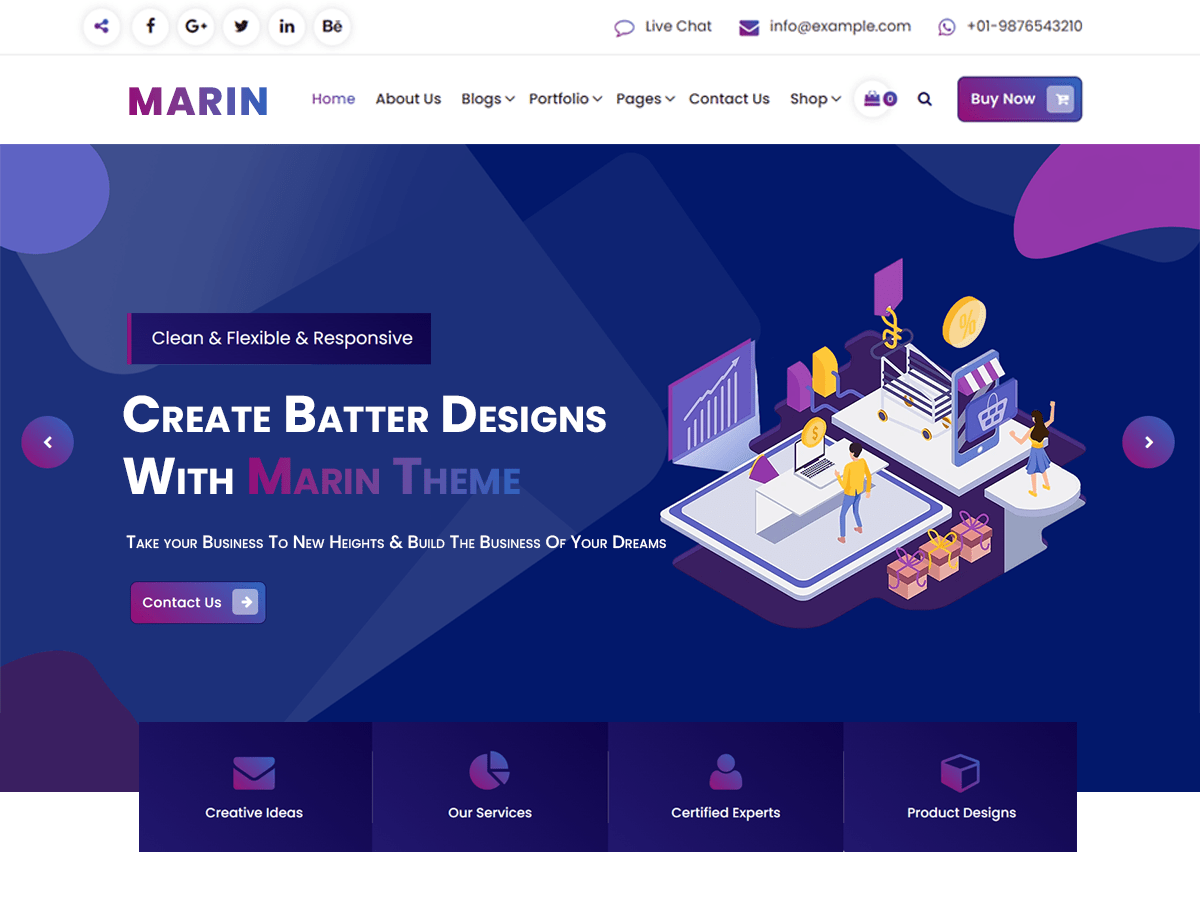 f G+ in Bē Live Chat info@example.com +01-9876543210
MARIN Home About Us Blogs Portfolio Pages Contact Us Shop 0 Buy Now
%
Clean & Flexible & Responsive
Create Batter Designs
With Marin Theme
$
Take your Business To New Heights & Build The Business Of Your Dreams
Contact Us
Creative Ideas Our Services Certified Experts Product Designs